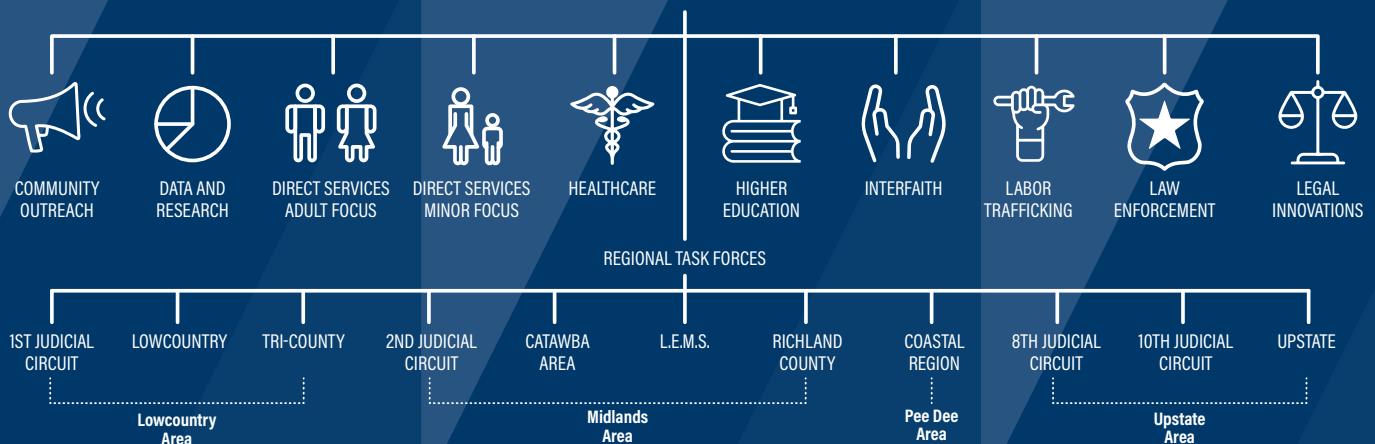 COMMUNITY
OUTREACH
DATA AND
RESEARCH
DIRECT SERVICES
ADULT FOCUS
DIRECT SERVICES
MINOR FOCUS
HEALTHCARE
HIGHER
EDUCATION
INTERFAITH
LABOR
TRAFFICKING
LAW
ENFORCEMENT
LEGAL
INNOVATIONS
REGIONAL TASK FORCES
1ST JUDICIAL
CIRCUIT
LOWCOUNTRY
TRI-COUNTY
2ND JUDICIAL
CIRCUIT
CATAWBA
AREA
L.E.M.S.
RICHLAND
COUNTY
COASTAL
REGION
8TH JUDICIAL
CIRCUIT
10TH JUDICIAL
CIRCUIT
UPSTATE
Lowcountry
Area
Midlands
Area
Pee Dee
Area
Upstate
Area